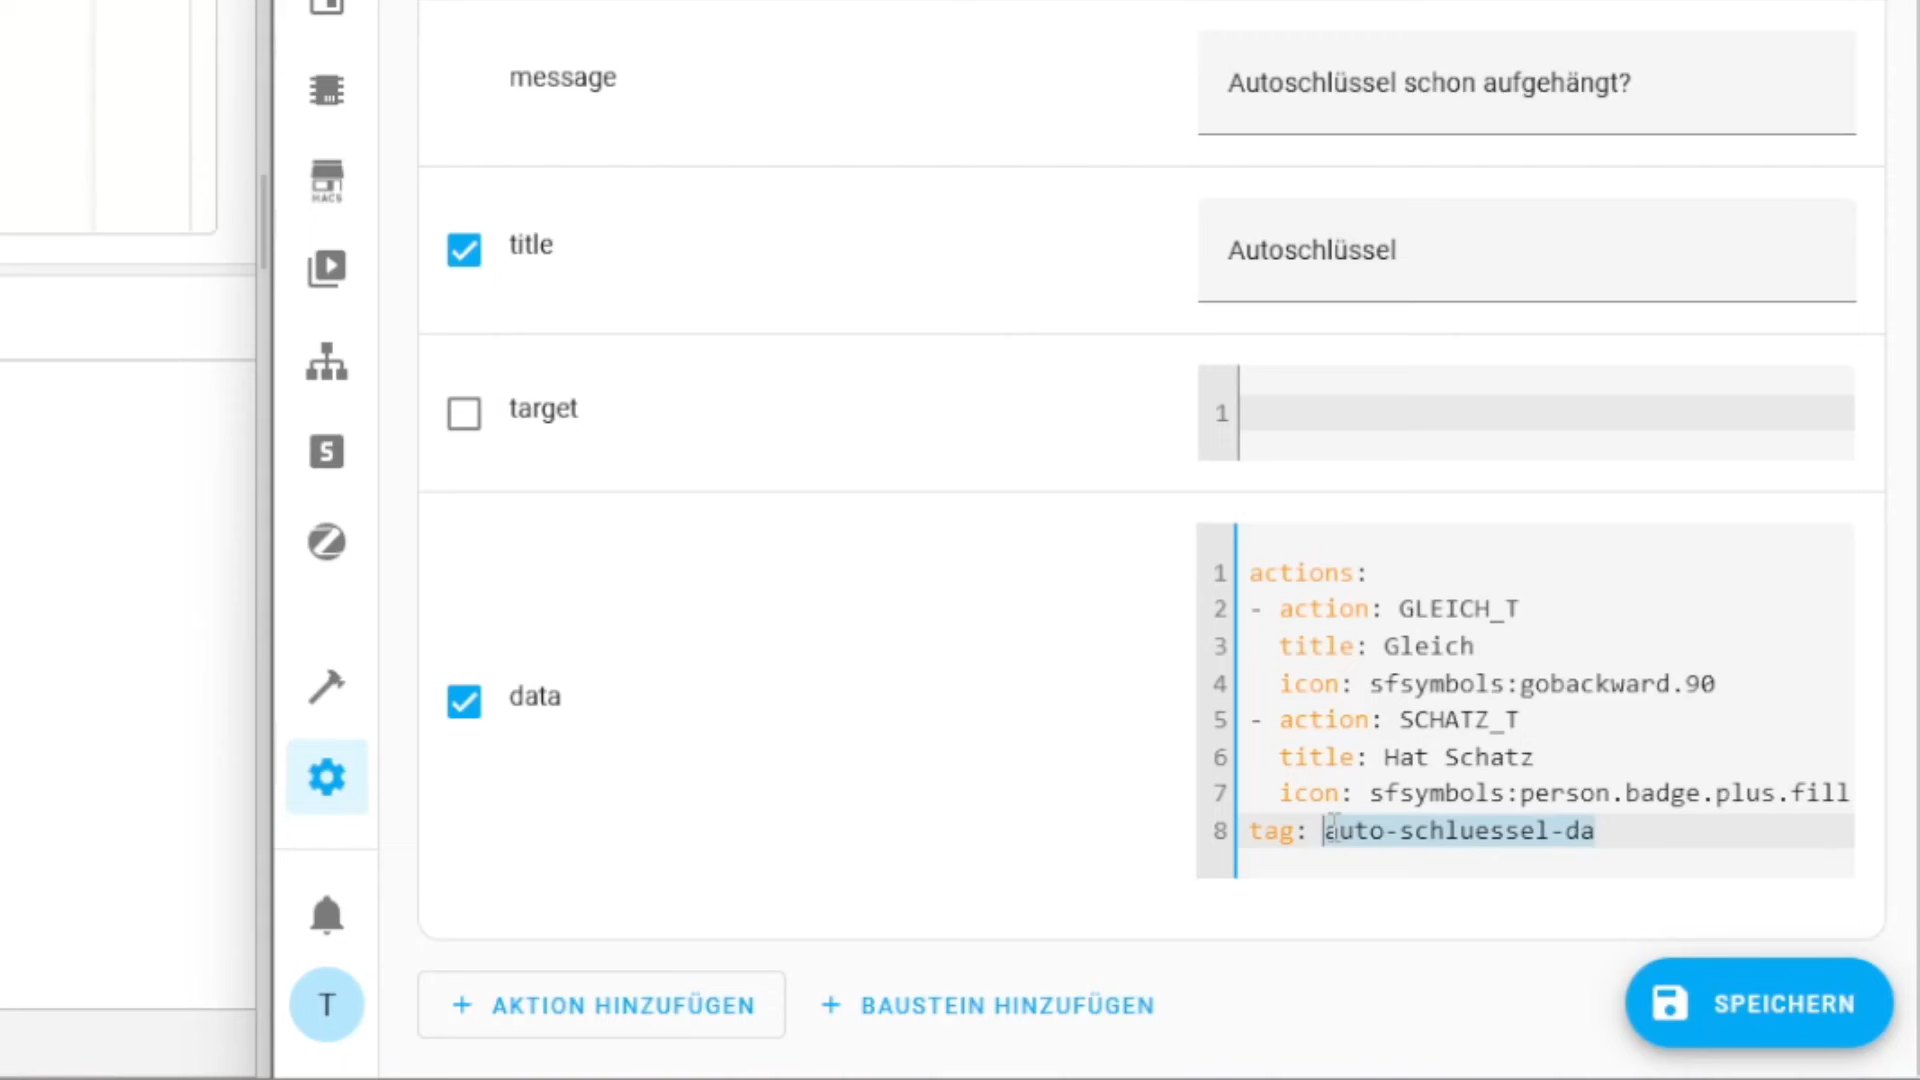 message
Autoschlüssel schon aufgehängt?
HACS
title
Autoschlüssel
target
1
S
data
1 actions:
2 - action: GLEICH_T
3 title: Gleich
4 icon: sfsymbols:gobackward.90
5 - action: SCHATZ_T
6 title: Hat Schatz
7 icon: sfsymbols:person.badge.plus.fill
8 tag: auto-schluessel-da
T
+ AKTION HINZUFÜGEN
+ BAUSTEIN HINZUFÜGEN
SPEICHERN